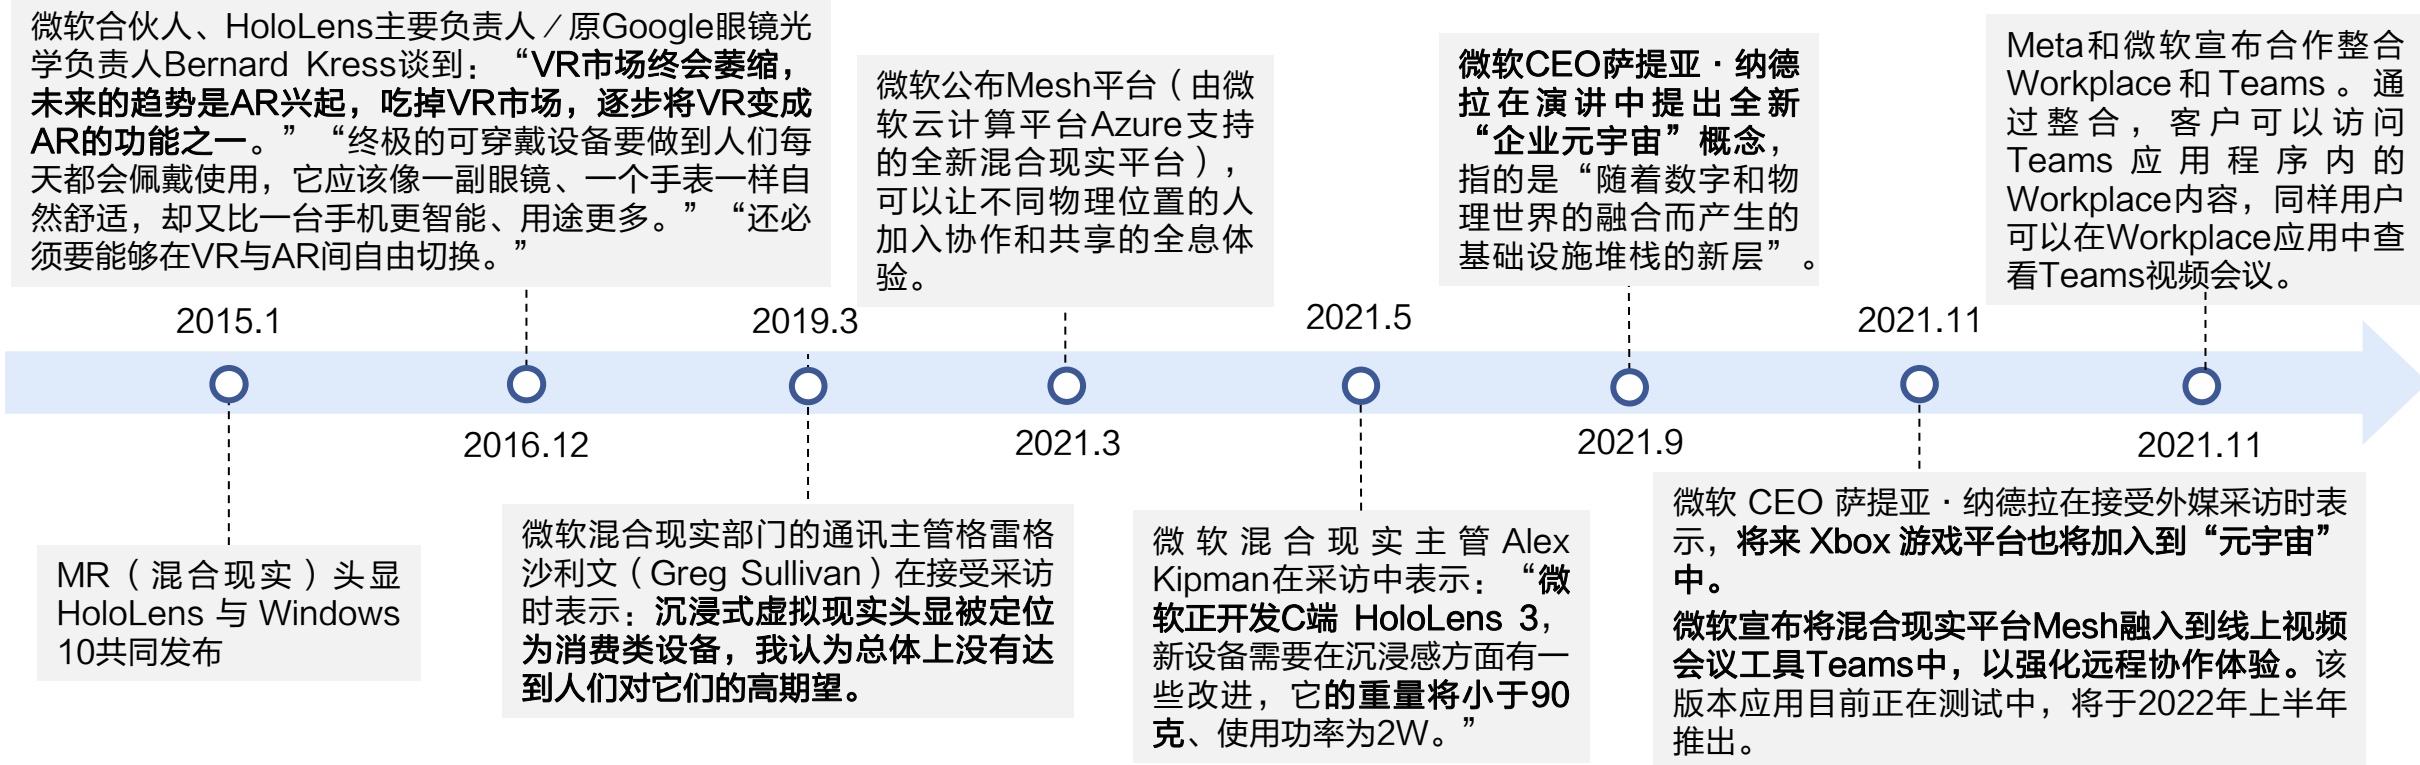 微软合伙人、HoloLens主要负责人／原Google眼镜光
学负责人Bernard Kress谈到：“VR市场终会萎缩，
未来的趋势是AR兴起，吃掉VR市场，逐步将VR变成
AR的功能之一。”“终极的可穿戴设备要做到人们每
天都会佩戴使用，它应该像一副眼镜、一个手表一样自
然舒适，却又比一台手机更智能、用途更多。”“还必
须要能够在VR与AR间自由切换。”
微软公布Mesh平台（由微
软云计算平台Azure支持
的全新混合现实平台），
可以让不同物理位置的人
加入协作和共享的全息体
验。
微软CEO萨提亚·纳德
拉在演讲中提出全新
“企业元宇宙”概念，
指的是“随着数字和物
理世界的融合而产生的
基础设施堆栈的新层”。
Meta和微软宣布合作整合
Workplace和Teams。通
过整合，客户可以访问
Teams应用程序内的
Workplace内容，同样用户
可以在Workplace应用中查
看Teams视频会议。
2015.1
2019.3
2021.5
2021.11
2016.12
2021.3
2021.9
2021.11
MR（混合现实）头显
HoloLens 与 Windows
10共同发布
微软混合现实部门的通讯主管格雷格
沙利文（Greg Sullivan）在接受采访
时表示：沉浸式虚拟现实头显被定位
为消费类设备，我认为总体上没有达
到人们对它们的高期望。
微软混合现实主管Alex
Kipman在采访中表示：“微
软正开发C端 HoloLens 3，
新设备需要在沉浸感方面有一
些改进，它的重量将小于90
克、使用功率为2W。”
微软 CEO 萨提亚·纳德拉在接受外媒采访时表
示，将来 Xbox 游戏平台也将加入到“元宇宙”
中。
微软宣布将混合现实平台Mesh融入到线上视频
会议工具Teams中，以强化远程协作体验。该
版本应用目前正在测试中，将于2022年上半年
推出。